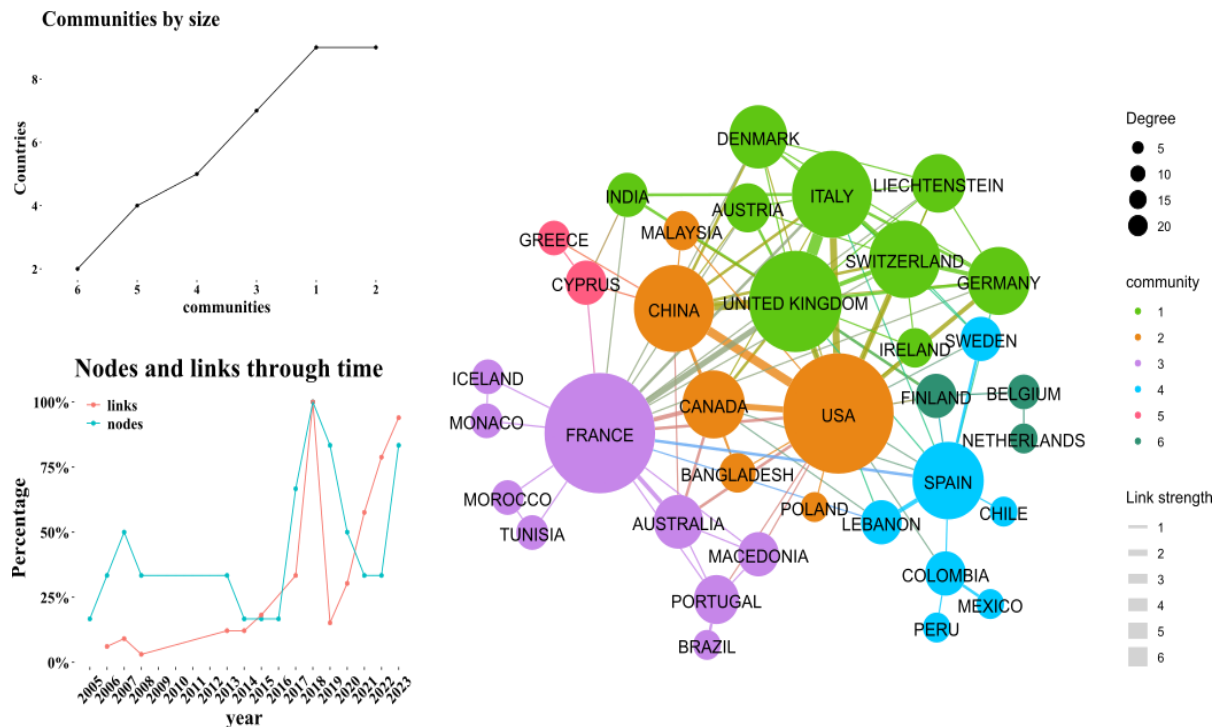 Communities by size
Countries
8
6
4
2
6
5
4
3
1
2
communities
Nodes and links through time
links
nodes
Percentage
100%
75%
50%
25%
0%
2005
2006
2007
2008
2009
2010
2011
2012
2013
2014
2015
2016
2017
2018
2019
2020
2021
2022
2023
year
DENMARK
ITALY
LIECHTENSTEIN
INDIA
AUSTRIA
MALAYSIA
GREECE
SWITZERLAND
CYPRUS
GERMANY
CHINA
UNITED KINGDOM
IRELAND
SWEDEN
ICELAND
CANADA
USA
FINLAND
BELGIUM
MONACO
FRANCE
NETHERLANDS
BANGLADESH
SPAIN
MOROCCO
POLAND
CHILE
TUNISIA
AUSTRALIA
LEBANON
MACEDONIA
COLOMBIA
PORTUGAL
MEXICO
PERU
BRAZIL
Degree
5
10
15
20
community
1
2
3
4
5
6
Link strength
1
2
3
4
5
6